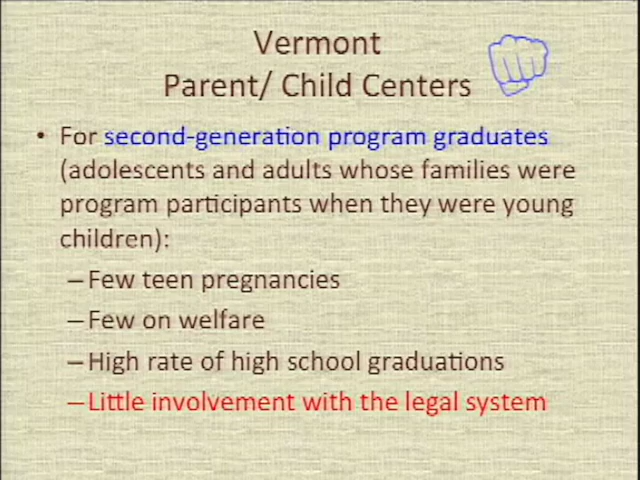 Vermont
Parent/ Child Centers
• For second-generation program graduates
(adolescents and adults whose families were
program participants when they were young
children):
–Few teen pregnancies
–Few on welfare
–High rate of high school graduations
–Little involvement with the legal system